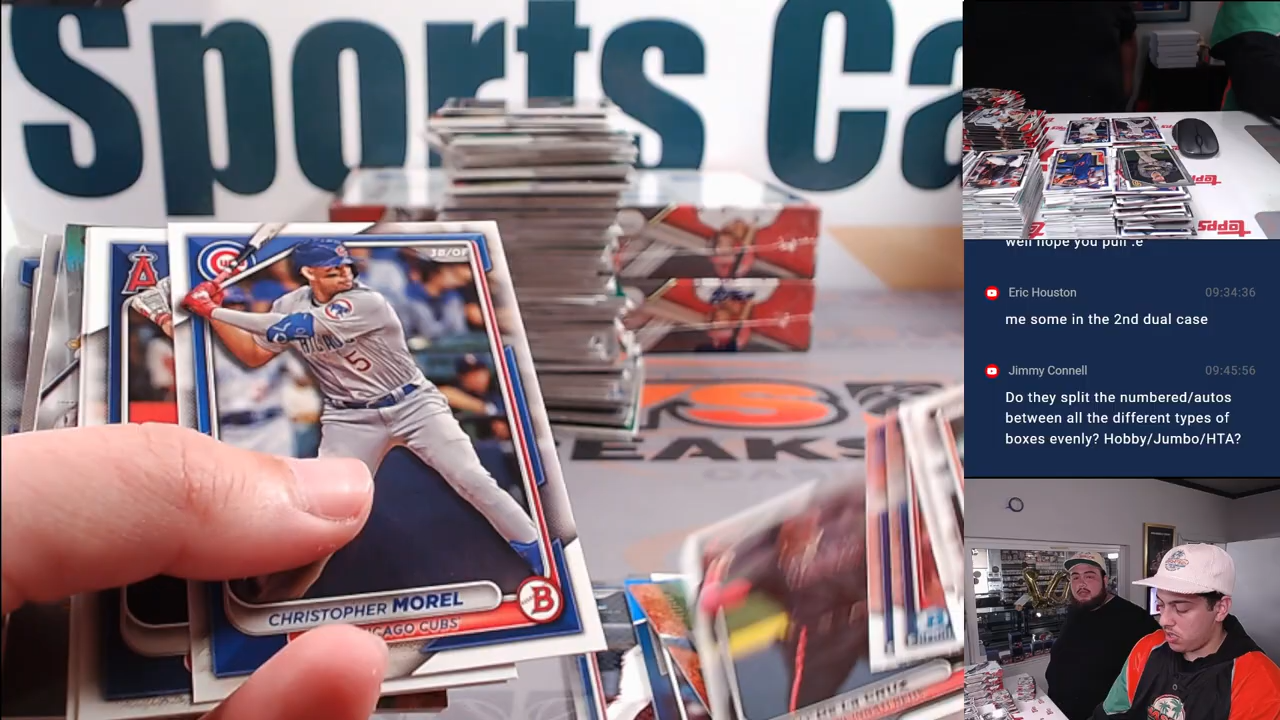 Sports Ca
3B/OF
5
CHRISTOPHER MOREL
CHICAGO CUBS
B
EAKS
topps
topps
well hope you pull .e
Eric Houston 09:34:36
me some in the 2nd dual case
Jimmy Connell 09:45:56
Do they split the numbered/autos
between all the different types of
boxes evenly? Hobby/Jumbo/HTA?